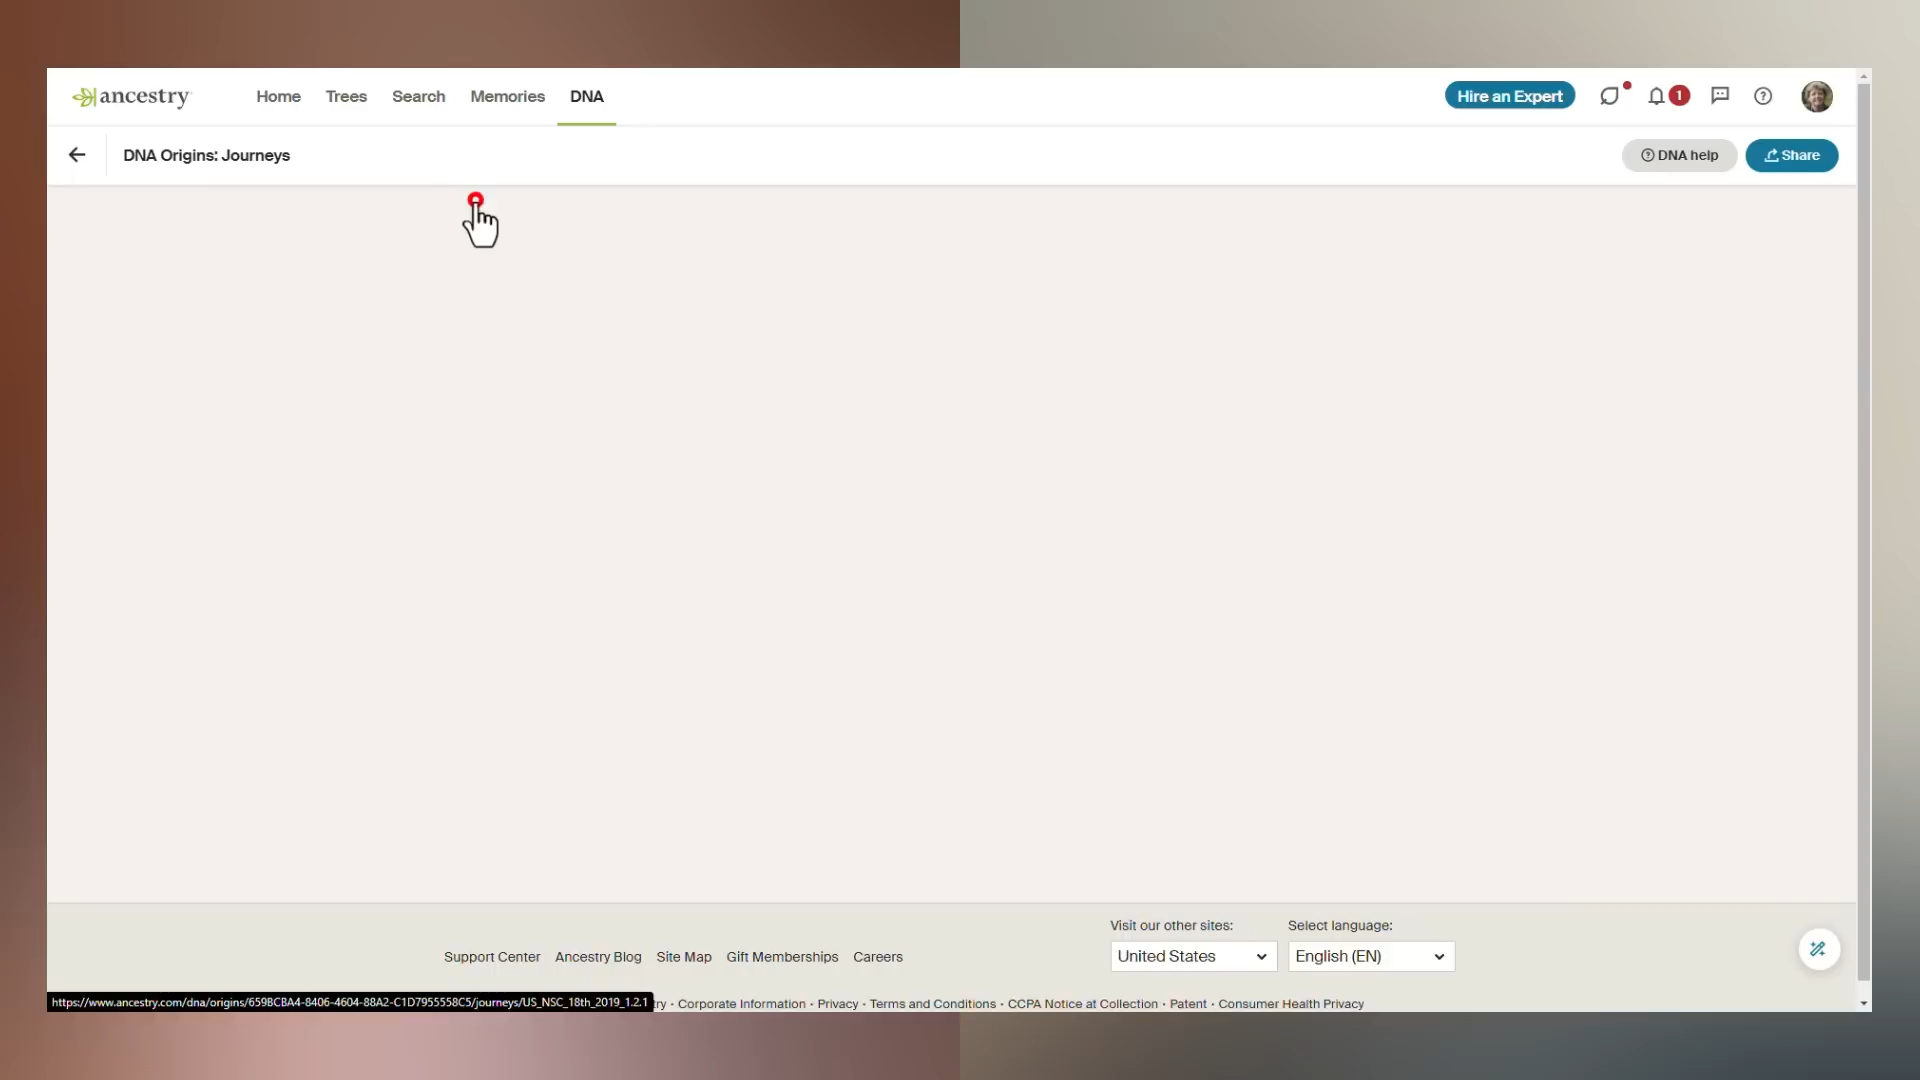 ancestry
Home Trees Search Memories DNA
Hire an Expert
1
DNA Origins: Journeys
DNA help
Share
Visit our other sites: Select language:
Support Center Ancestry Blog Site Map Gift Memberships Careers
United States English (EN)
https://www.ancestry.com/dna/origins/659BCBA4-8406-4604-88A2-C1D7955558C5/journeys/US_NSC_18th_2019_1.2.1
ry · Corporate Information · Privacy · Terms and Conditions · CCPA Notice at Collection · Patent · Consumer Health Privacy